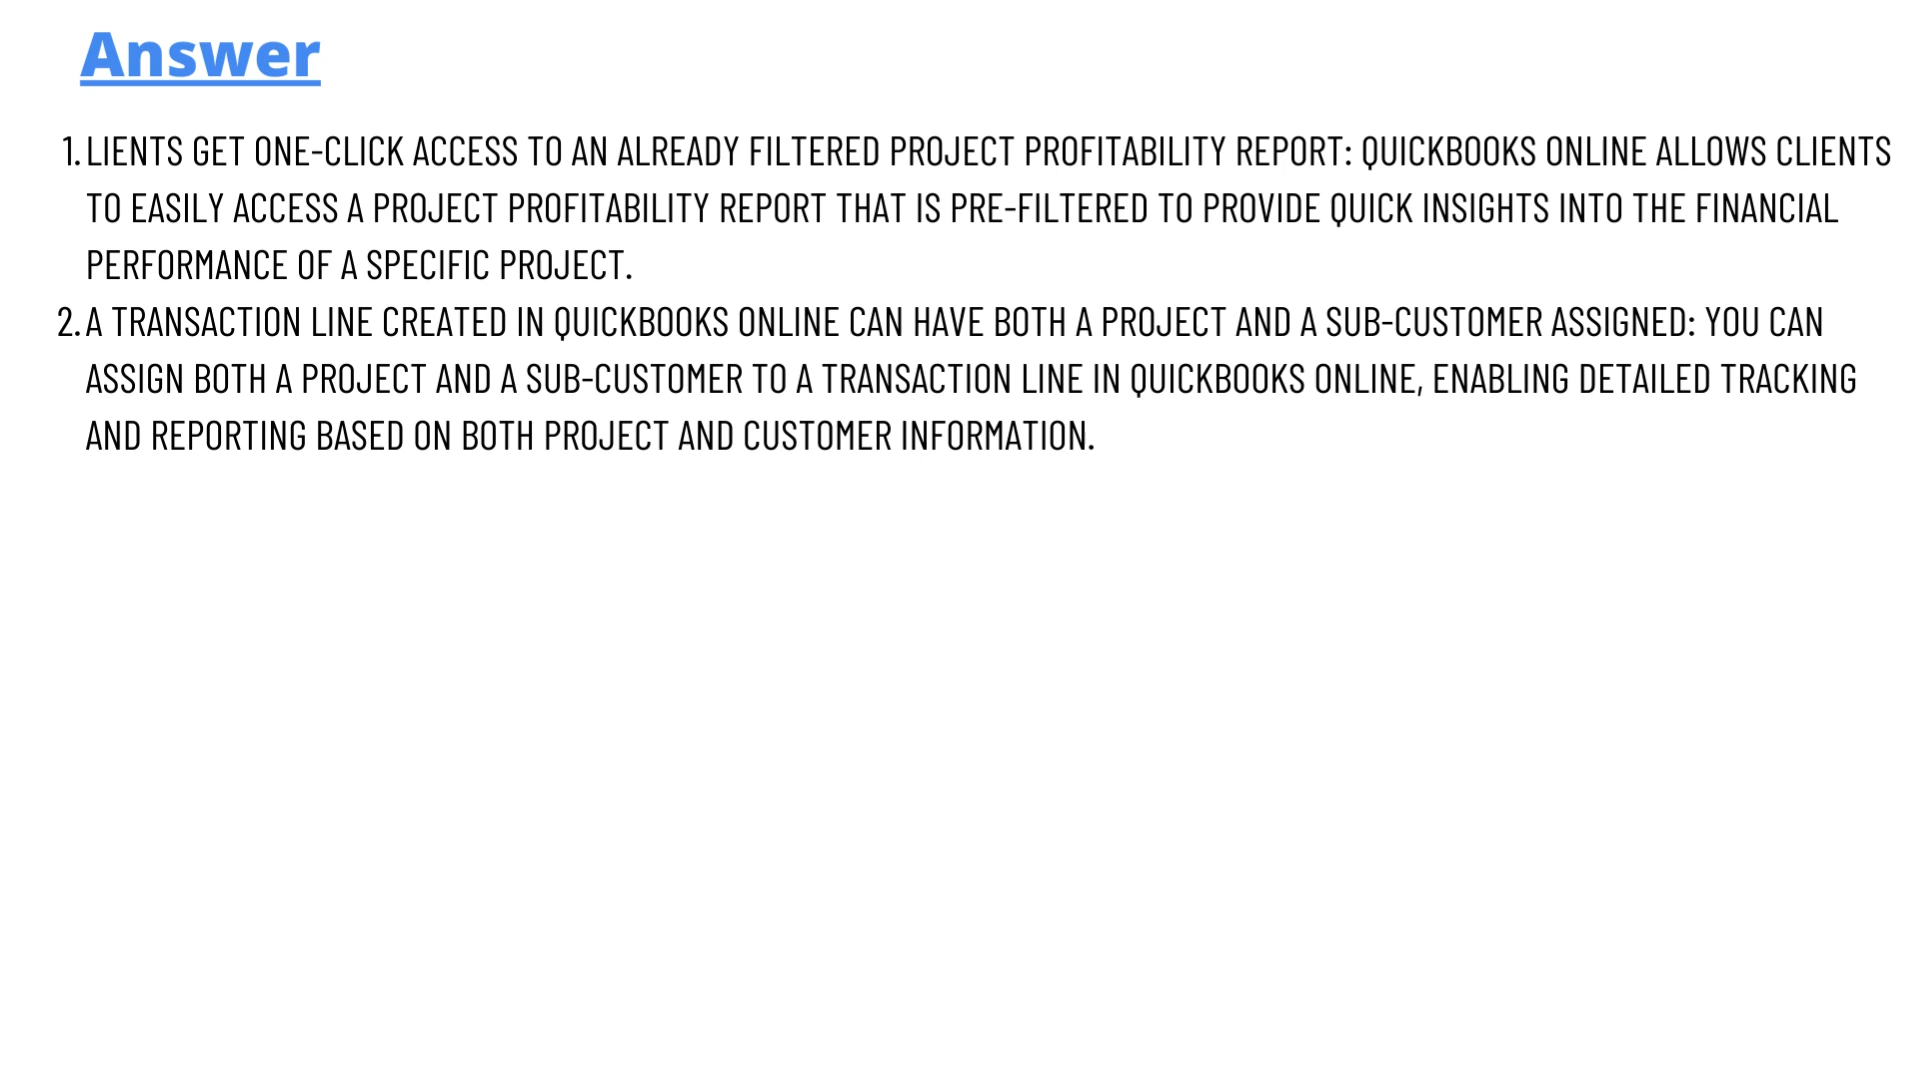 Answer
1. LIENTS GET ONE-CLICK ACCESS TO AN ALREADY FILTERED PROJECT PROFITABILITY REPORT: QUICKBOOKS ONLINE ALLOWS CLIENTS
TO EASILY ACCESS A PROJECT PROFITABILITY REPORT THAT IS PRE-FILTERED TO PROVIDE QUICK INSIGHTS INTO THE FINANCIAL
PERFORMANCE OF A SPECIFIC PROJECT.
2. A TRANSACTION LINE CREATED IN QUICKBOOKS ONLINE CAN HAVE BOTH A PROJECT AND A SUB-CUSTOMER ASSIGNED: YOU CAN
ASSIGN BOTH A PROJECT AND A SUB-CUSTOMER TO A TRANSACTION LINE IN QUICKBOOKS ONLINE, ENABLING DETAILED TRACKING
AND REPORTING BASED ON BOTH PROJECT AND CUSTOMER INFORMATION.